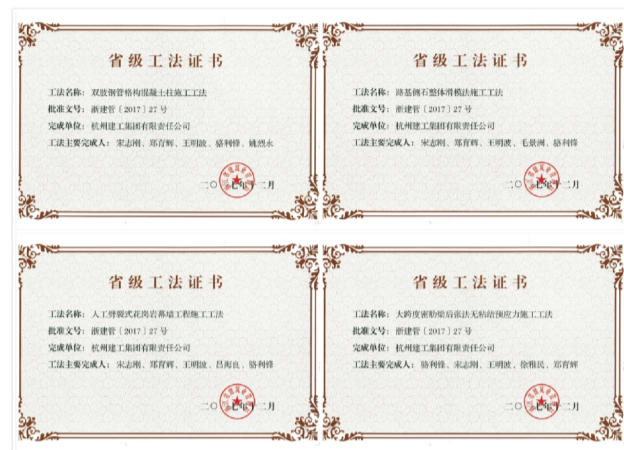 省级工法证书
工法名称：双肢钢管格构混凝土柱施工工法
批准文号：浙建管〔2017〕27号
完成单位：杭州建工集团有限责任公司
工法主要完成人：宋志刚、郑育辉、王明波、骆利锋、姚烈水
二〇一七年十二月
省级工法证书
工法名称：路基侧石整体滑模法施工工法
批准文号：浙建管〔2017〕27号
完成单位：杭州建工集团有限责任公司
工法主要完成人：宋志刚、郑育辉、王明波、毛景洲、骆利锋
二〇一七年十二月
省级工法证书
工法名称：人工劈裂式花岗岩幕墙工程施工工法
批准文号：浙建管〔2017〕27号
完成单位：杭州建工集团有限责任公司
工法主要完成人：宋志刚、郑育辉、王明波、吕海良、骆利锋
二〇一七年十二月
省级工法证书
工法名称：大跨度密肋梁后张法无粘结预应力施工工法
批准文号：浙建管〔2017〕27号
完成单位：杭州建工集团有限责任公司
工法主要完成人：骆利锋、宋志刚、王明波、徐雅民、郑育辉
二〇一七年十二月